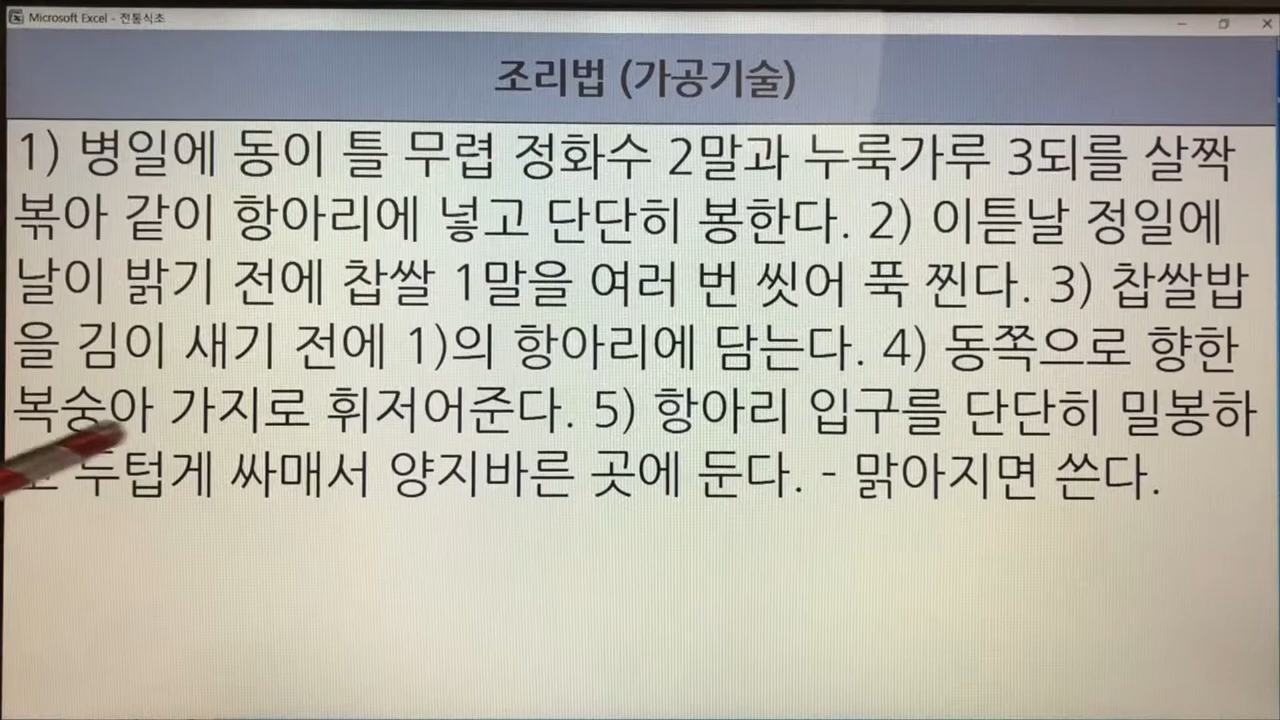 Microsoft Excel - 전통식초
조리법 (가공기술)
1) 병일에 동이 틀 무렵 정화수 2말과 누룩가루 3되를 살짝
볶아 같이 항아리에 넣고 단단히 봉한다. 2) 이튿날 정일에
날이 밝기 전에 찹쌀 1말을 여러 번 씻어 푹 찐다. 3) 찹쌀밥
을 김이 새기 전에 1)의 항아리에 담는다. 4) 동쪽으로 향한
복숭아 가지로 휘저어준다. 5) 항아리 입구를 단단히 밀봉하
두텁게 싸매서 양지바른 곳에 둔다. - 맑아지면 쓴다.